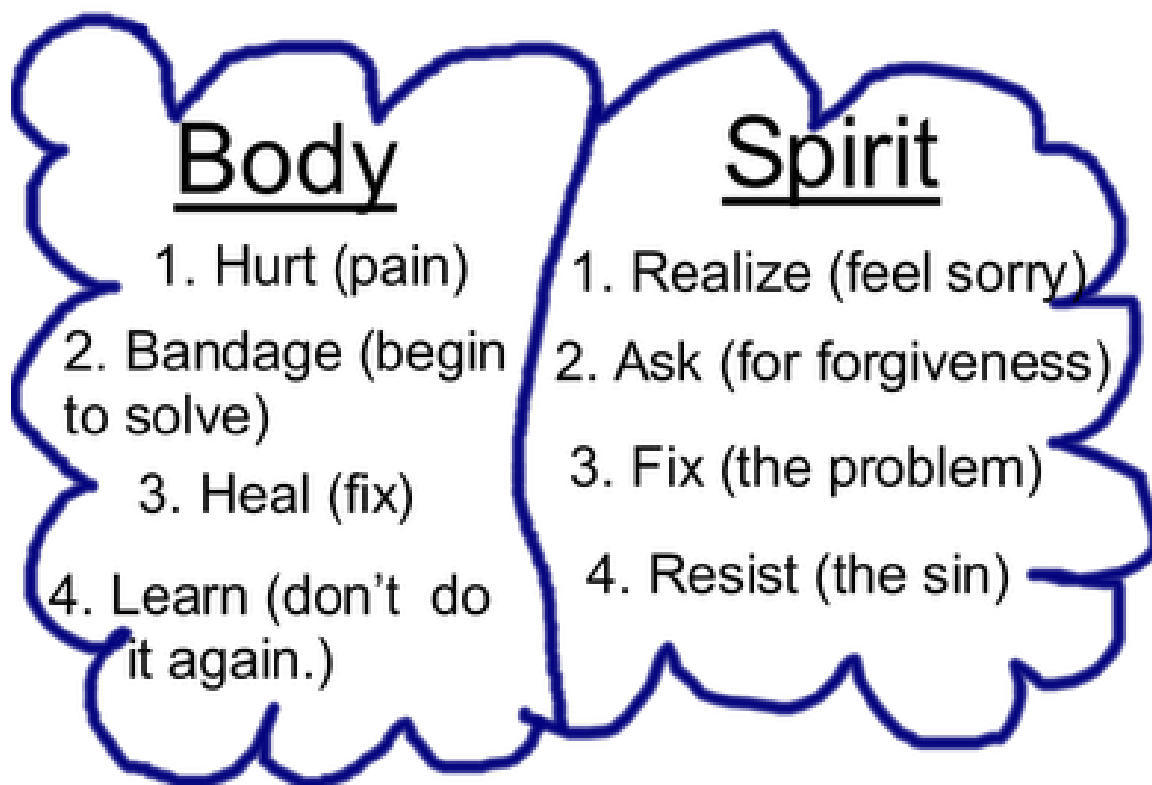 Body
1. Hurt (pain)
2. Bandage (begin
to solve)
3. Heal (fix)
4. Learn (don’t do
it again.)
Spirit
1. Realize (feel sorry)
2. Ask (for forgiveness)
3. Fix (the problem)
4. Resist (the sin)